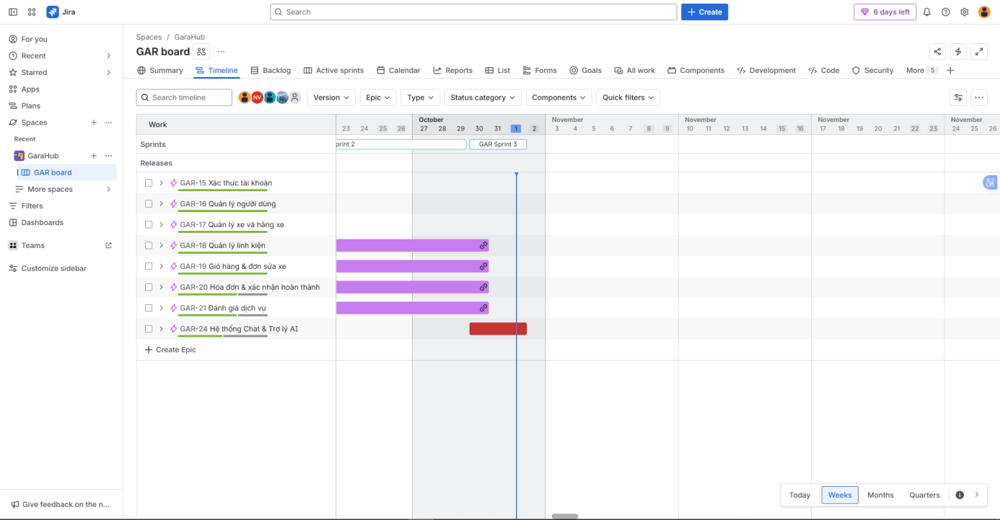 Jira
Search
Create
6 days left
For you
Recent
Starred
Apps
Plans
Spaces
Recent
GaraHub
GAR board
More spaces
Filters
Dashboards
Teams
Customize sidebar
Give feedback on the n...
Spaces / GaraHub
GAR board
Summary Timeline Backlog Active sprints Calendar Reports List Forms Goals All work Components Development Code Security More 5
Search timeline NV Version Epic Type Status category Components Quick filters
Work
October November November November November
23 24 25 26 27 28 29 30 31 1 2 3 4 5 6 7 8 9 10 11 12 13 14 15 16 17 18 19 20 21 22 23 24 25 26
Sprints
print 2 GAR Sprint 3
Releases
GAR-15 Xác thực tài khoản
GAR-16 Quản lý người dùng
GAR-17 Quản lý xe và hãng xe
GAR-18 Quản lý linh kiện
GAR-19 Giỏ hàng & đơn sửa xe
GAR-20 Hóa đơn & xác nhận hoàn thành
GAR-21 Đánh giá dịch vụ
GAR-24 Hệ thống Chat & Trợ lý AI
Create Epic
Today Weeks Months Quarters